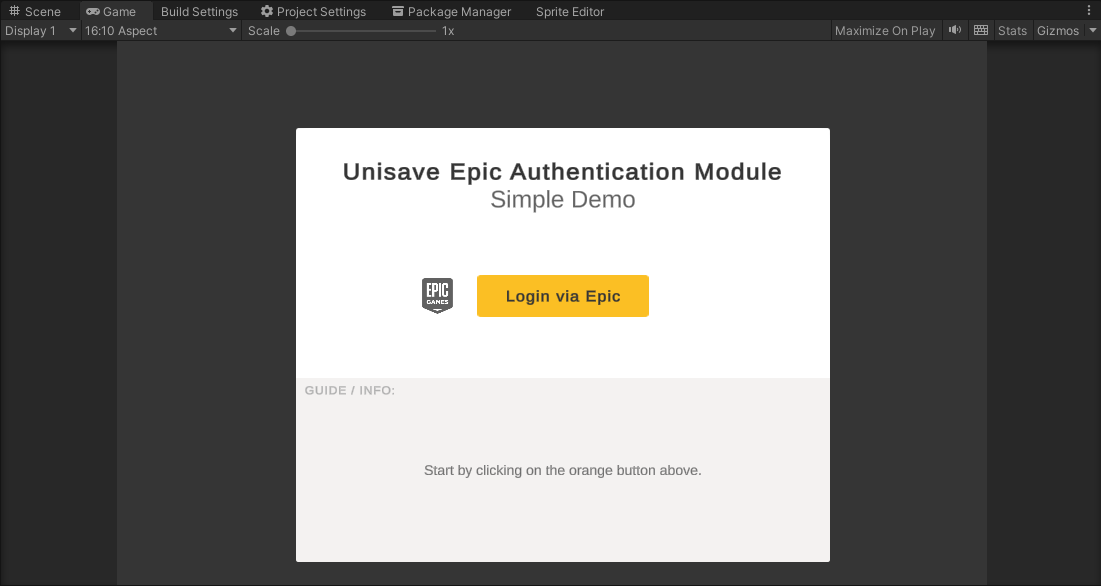 Scene Game Build Settings Project Settings Package Manager Sprite Editor
Display 1 16:10 Aspect Scale 1x Maximize On Play Stats Gizmos
Unisave Epic Authentication Module
Simple Demo
EPIC
GAMES
Login via Epic
GUIDE / INFO:
Start by clicking on the orange button above.